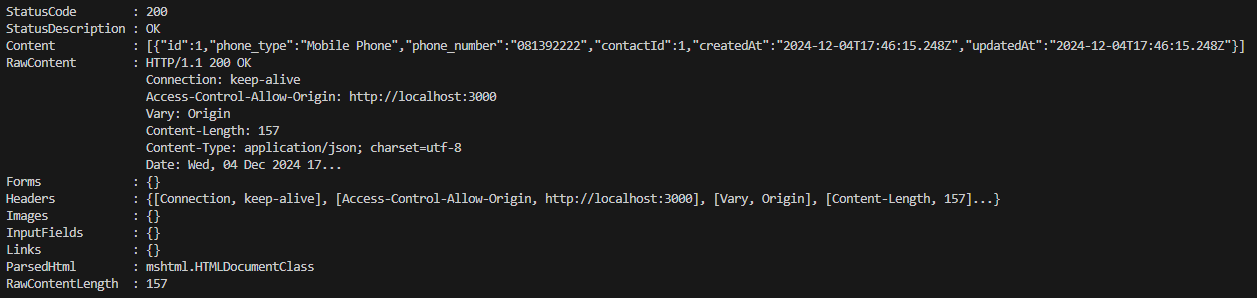 StatusCode : 200
StatusDescription : OK
Content : [{"id":1,"phone_type":"Mobile Phone","phone_number":"081392222","contactId":1,"createdAt":"2024-12-04T17:46:15.248Z","updatedAt":"2024-12-04T17:46:15.248Z"}]
RawContent : HTTP/1.1 200 OK
Connection: keep-alive
Access-Control-Allow-Origin: http://localhost:3000
Vary: Origin
Content-Length: 157
Content-Type: application/json; charset=utf-8
Date: Wed, 04 Dec 2024 17...
Forms : {}
Headers : {[Connection, keep-alive], [Access-Control-Allow-Origin, http://localhost:3000], [Vary, Origin], [Content-Length, 157]...}
Images : {}
InputFields : {}
Links : {}
ParsedHtml : mshtml.HTMLDocumentClass
RawContentLength : 157